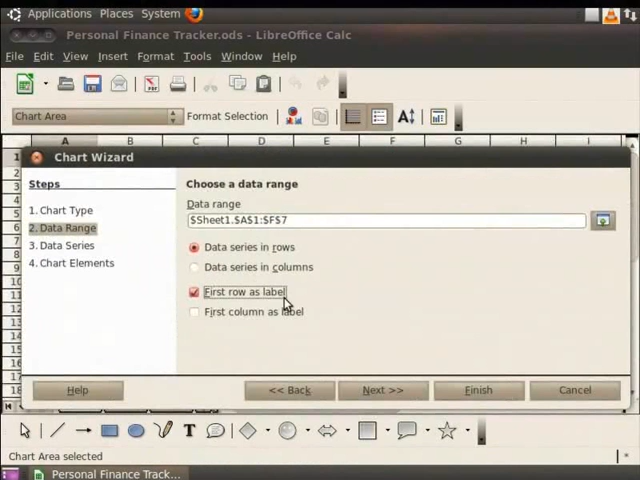 Applications Places System
Personal Finance Tracker.ods - LibreOffice Calc
File Edit View Insert Format Tools Window Help
PDF
Chart Area Format Selection
A B C D E F G H I
1
Chart Wizard
Steps
Choose a data range
Data range
1. Chart Type
$Sheet1.$A$1:$F$7
2. Data Range
3. Data Series
Data series in rows
4. Chart Elements
Data series in columns
First row as label
First column as label
Help << Back Next >> Finish Cancel
Chart Area selected
Personal Finance Track...